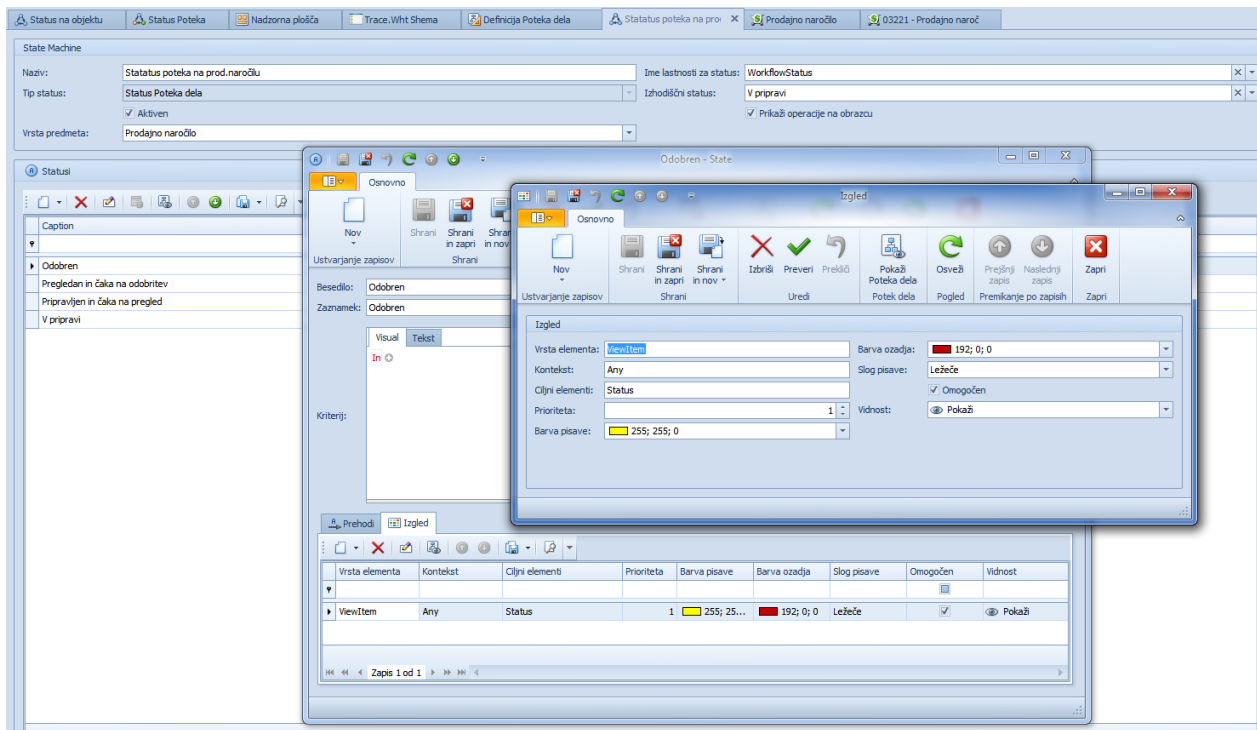 Status na objektu Status Poteka Nadzorna plošča Trace.Wht Shema Definicija Poteka dela Statatus poteka na pro Prodajno naročilo 03221 - Prodajno naroč
State Machine
Naziv: Statatus poteka na prod.naročilu Ime lastnosti za status: WorkflowStatus
Tip status: Status Poteka dela Izhodiščni status: V pripravi
Aktiven Prikaži operacije na obrazcu
Vrsta predmeta: Prodajno naročilo
Statusi
Caption
Odobren
Pregledan in čaka na odobritev
Pripravljen in čaka na pregled
V pripravi
Odobren - State
Osnovno
Nov Shrani Shrani in zapri Shran in nov
Ustvarjanje zapisov Shrani
Besedilo: Odobren
Zaznamek: Odobren
Visual Tekst
In
Kriterij:
Izgled
Osnovno
Nov Shrani Shrani in zapri Shrani in nov Izbriši Preveri Prekliči Pokaži Poteka dela Osveži Prejšnji zapis Naslednji zapis Zapri
Ustvarjanje zapisov Shrani Uredi Potek dela Pogled Premikanje po zapisih Zapri
Izgled
Vrsta elementa: ViewItem Barva ozadja: 192; 0; 0
Kontekst: Any Slog pisave: Ležeče
Ciljni elementi: Status Omogočen
Prioriteta: 1 Vidnost: Pokaži
Barva pisave: 255; 255; 0
Prehodi Izgled
Vrsta elementa Kontekst Ciljni elementi Prioriteta Barva pisave Barva ozadja Slog pisave Omogočen Vidnost
ViewItem Any Status 1 255; 25... 192; 0; 0 Ležeče Pokaži
Zapis 1 od 1